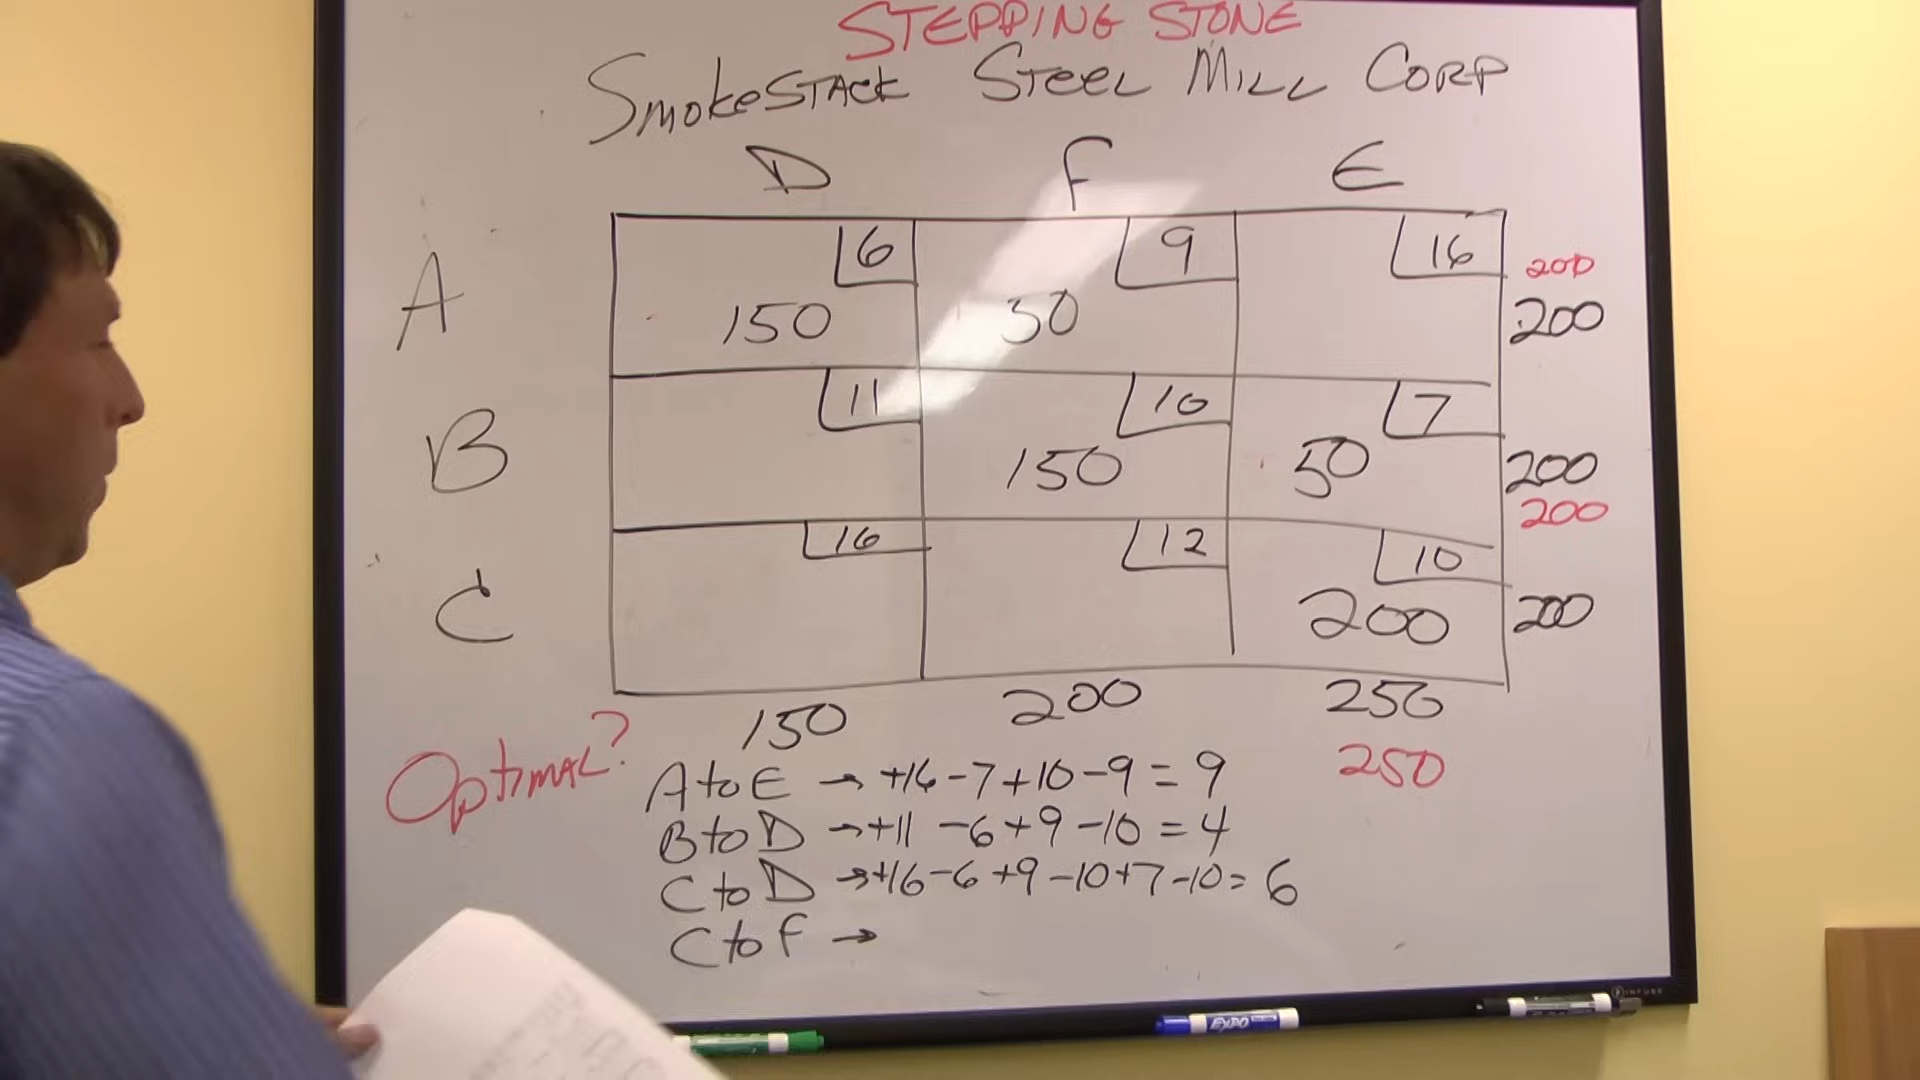 STEPPING STONE
SMOKESTACK STEEL MILL CORP
D F E
6 9 16 200
A 150 50 200
11 10 7
B 150 50 200
200
16 12 10
C 200 200
150 200 250
OPTIMAL? 250
A to E → +16 - 7 + 10 - 9 = 9
B to D → +11 - 6 + 9 - 10 = 4
C to D → +16 - 6 + 9 - 10 + 7 - 10 = 6
C to F →
EXPO